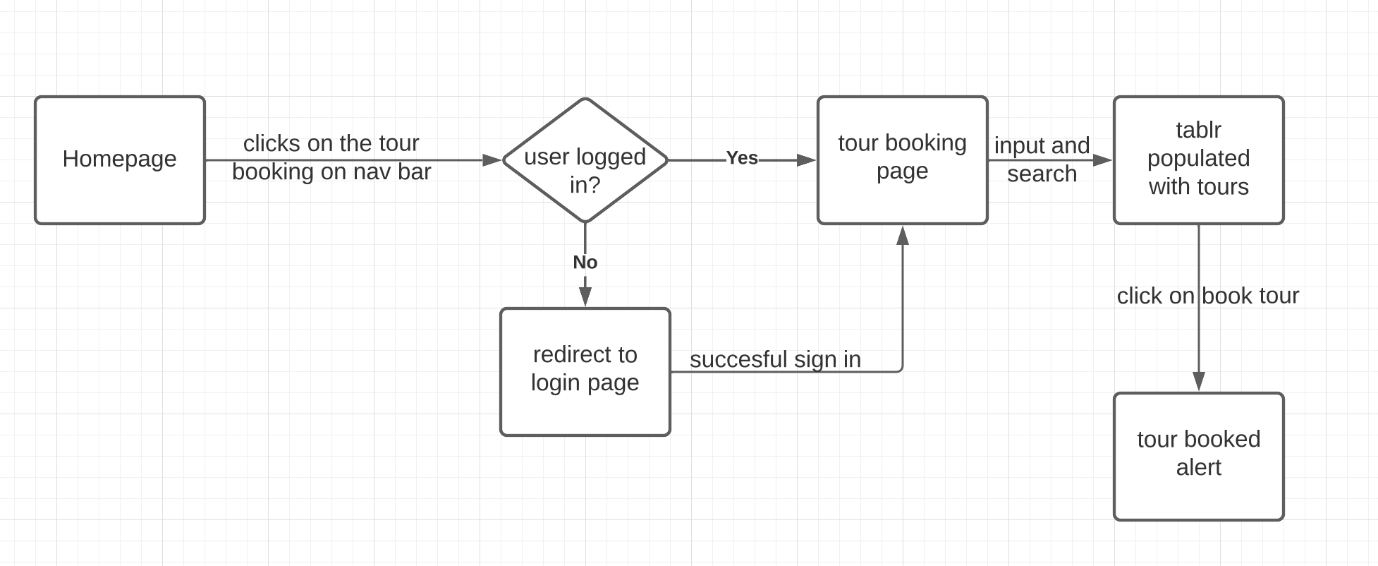 Homepage
clicks on the tour
booking on nav bar
user logged
in?
Yes
tour booking
page
input and
search
tablr
populated
with tours
No
click on book tour
redirect to
login page
succesful sign in
tour booked
alert